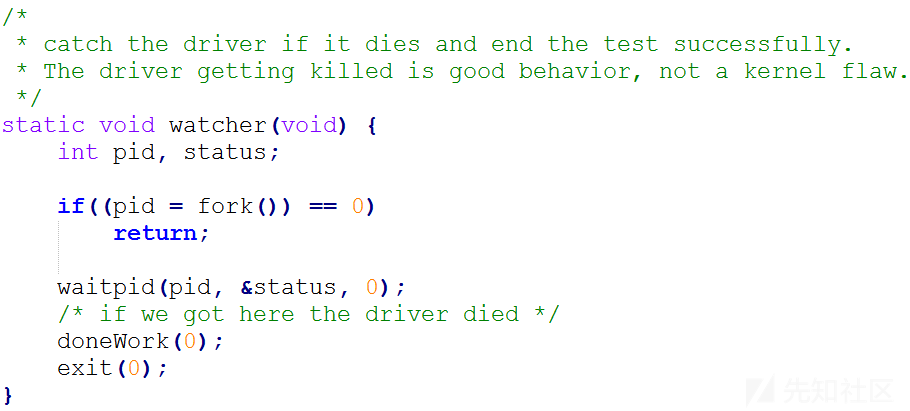 /*
 * catch the driver if it dies and end the test successfully.
 * The driver getting killed is good behavior, not a kernel flaw.
 */
static void watcher(void) {
    int pid, status;

    if((pid = fork()) == 0)
        return;

    waitpid(pid, &status, 0);
    /* if we got here the driver died */
    doneWork(0);
    exit(0);
}
先知社区